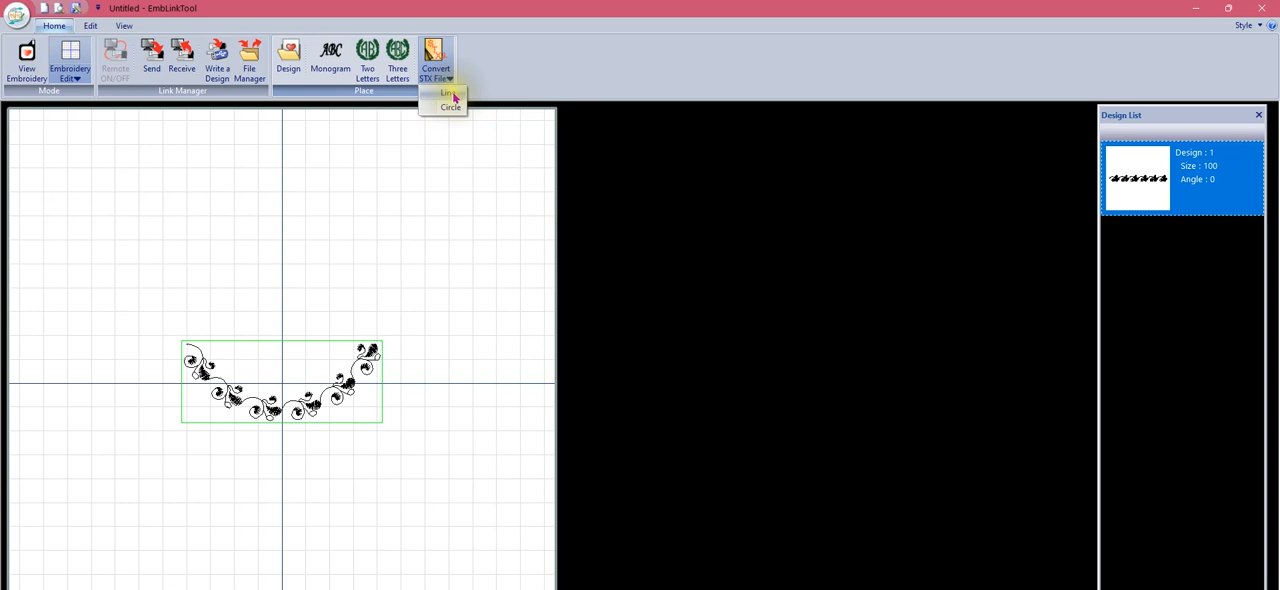 Untitled - EmbLinkTool
Home Edit View Style
View Embroidery
Embroidery Edit
Remote ON/OFF
Send
Receive
Write a Design
File Manager
Design
Monogram
Two Letters
Three Letters
Convert STX File
Mode Link Manager Place
Line
Circle
Design List
Design : 1
Size : 100
Angle : 0